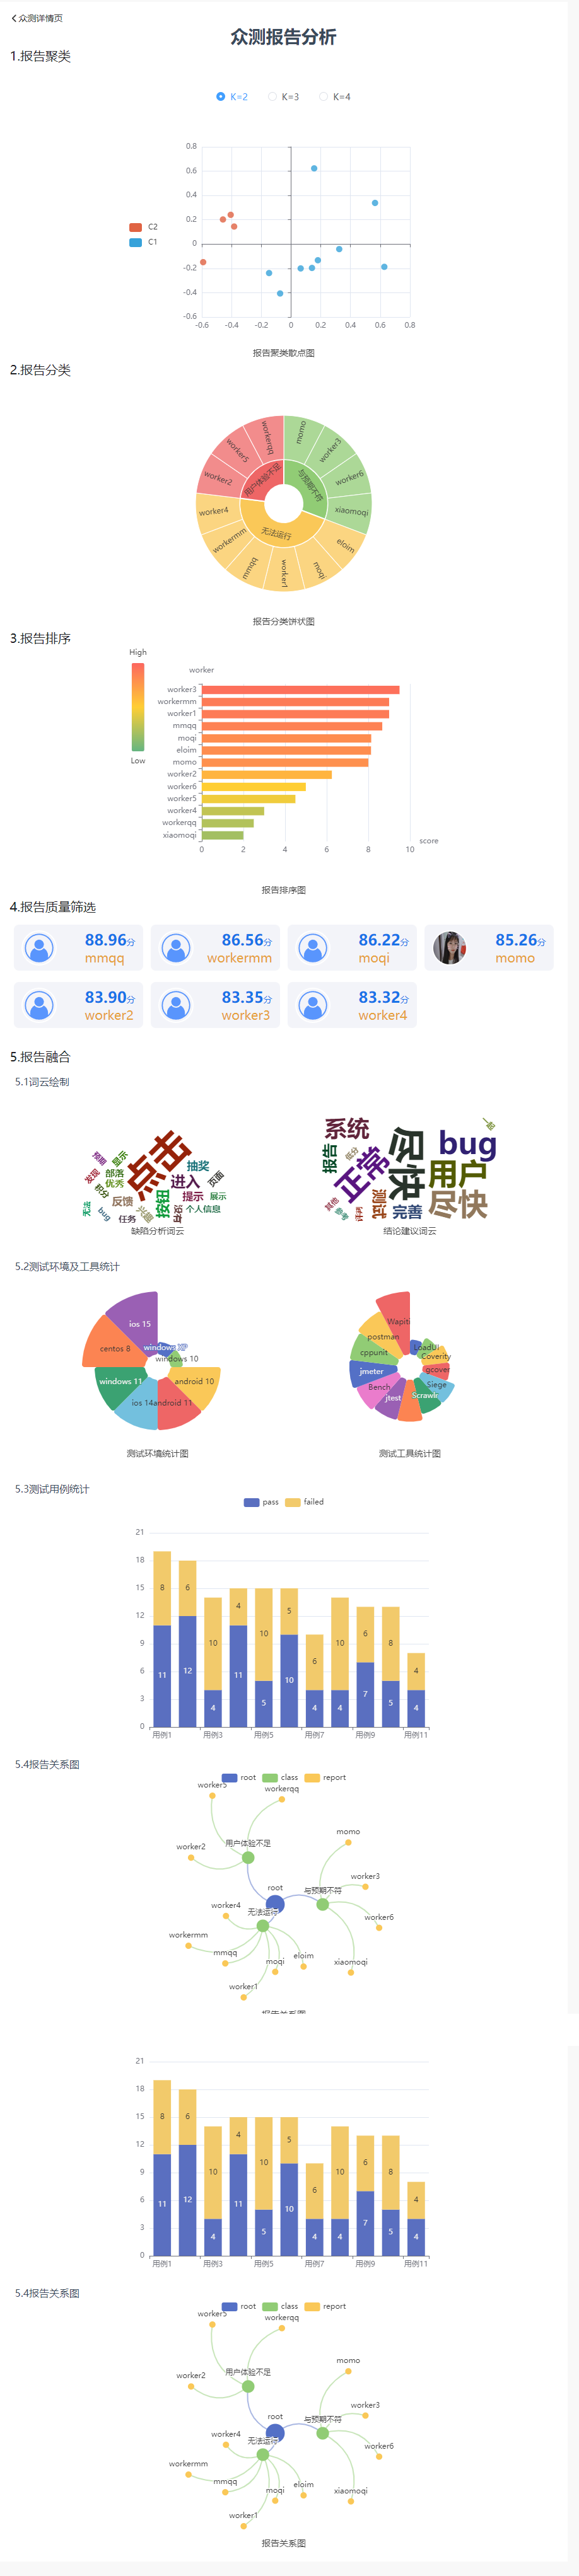 众测详情页
众测报告分析
1.报告聚类
K=2 K=3 K=4
0.8
0.6
0.4
0.2
0
-0.2
-0.4
-0.6
-0.6 -0.4 -0.2 0 0.2 0.4 0.6 0.8
C2
C1
报告聚类散点图
2.报告分类
momo
worker3
worker6
xiaomoqi
eloim
moqi
worker1
mmqq
workermm
worker4
worker2
worker5
workerqq
与预期不符
无法运行
用户体验不足
报告分类饼状图
3.报告排序
High
Low
worker
worker3
workermm
worker1
mmqq
moqi
eloim
momo
worker2
worker6
worker5
worker4
workerqq
xiaomoqi
0 2 4 6 8 10
score
报告排序图
4.报告质量筛选
88.96分
mmqq
86.56分
workermm
86.22分
moqi
85.26分
momo
83.90分
worker2
83.35分
worker3
83.32分
worker4
5.报告融合
5.1词云绘制
点击
抽奖
进入
页面
提示
展示
个人信息
按钮
没有
兴趣
反馈
任务
显示
部落
优秀
预期
发现
积分
无法
bug
缺陷分析词云
系统
报告
低分
正常
尽快
bug
用户
尽快
一起
测试
完善
其他
参考
时间
结论建议词云
5.2测试环境及工具统计
ios 15
centos 8
windows 11
ios 14
android 11
android 10
windows 10
windows XP
测试环境统计图
Wapiti
postman
cppunit
jmeter
Bench
jtest
Scrawlr
Siege
gcover
Coverity
LoadUI
测试工具统计图
5.3测试用例统计
pass failed
21
18
15
12
9
6
3
0
8 6 10 4 10 5 6 10 6 8 4
11 12 4 11 5 10 4 4 7 5 4
用例1 用例3 用例5 用例7 用例9 用例11
5.4报告关系图
root class report
worker5
workerqq
用户体验不足
worker2
momo
worker3
root
与预期不符
worker6
worker4
无法运行
workermm
mmqq
moqi
eloim
xiaomoqi
worker1
报告关系图
21
18
15
12
9
6
3
0
8 6 10 4 10 5 6 10 6 8 4
11 12 4 11 5 10 4 4 7 5 4
用例1 用例3 用例5 用例7 用例9 用例11
5.4报告关系图
root class report
worker5
workerqq
用户体验不足
worker2
momo
worker3
root
与预期不符
worker6
worker4
无法运行
workermm
mmqq
moqi
eloim
xiaomoqi
worker1
报告关系图